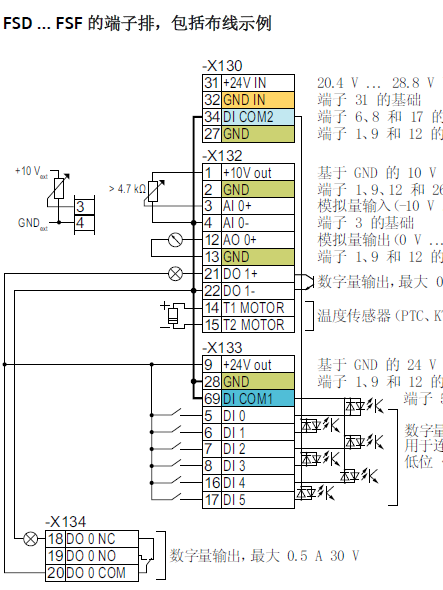 FSD ... FSF 的端子排，包括布线示例
-X130
31 +24V IN 20.4 V ... 28.8 V
32 GND IN 端子 31 的基础
34 DI COM2 端子 6、8 和 17 的
27 GND 端子 1、9 和 12 的
-X132
1 +10V out 基于 GND 的 10 V
2 GND 端子 1、9、12 和 26
3 AI 0+ 模拟量输入(-10 V
4 AI 0- 端子 3 的基础
12 AO 0+ 模拟量输出(0 V ...
13 GND 端子 1、9 和 12 的
21 DO 1+ 数字量输出，最大 0
22 DO 1-
14 T1 MOTOR 温度传感器(PTC、KT
15 T2 MOTOR
+10 Vext
> 4.7 kΩ
3
GNDext 4
+ -
-X133
9 +24V out 基于 GND 的 24 V
28 GND 端子 1、9 和 12 的
69 DI COM1 端子 5
5 DI 0
6 DI 1 数字量
7 DI 2 用于连
8 DI 3 低位
16 DI 4
17 DI 5
-X134
18 DO 0 NC
19 DO 0 NO 数字量输出，最大 0.5 A 30 V
20 DO 0 COM